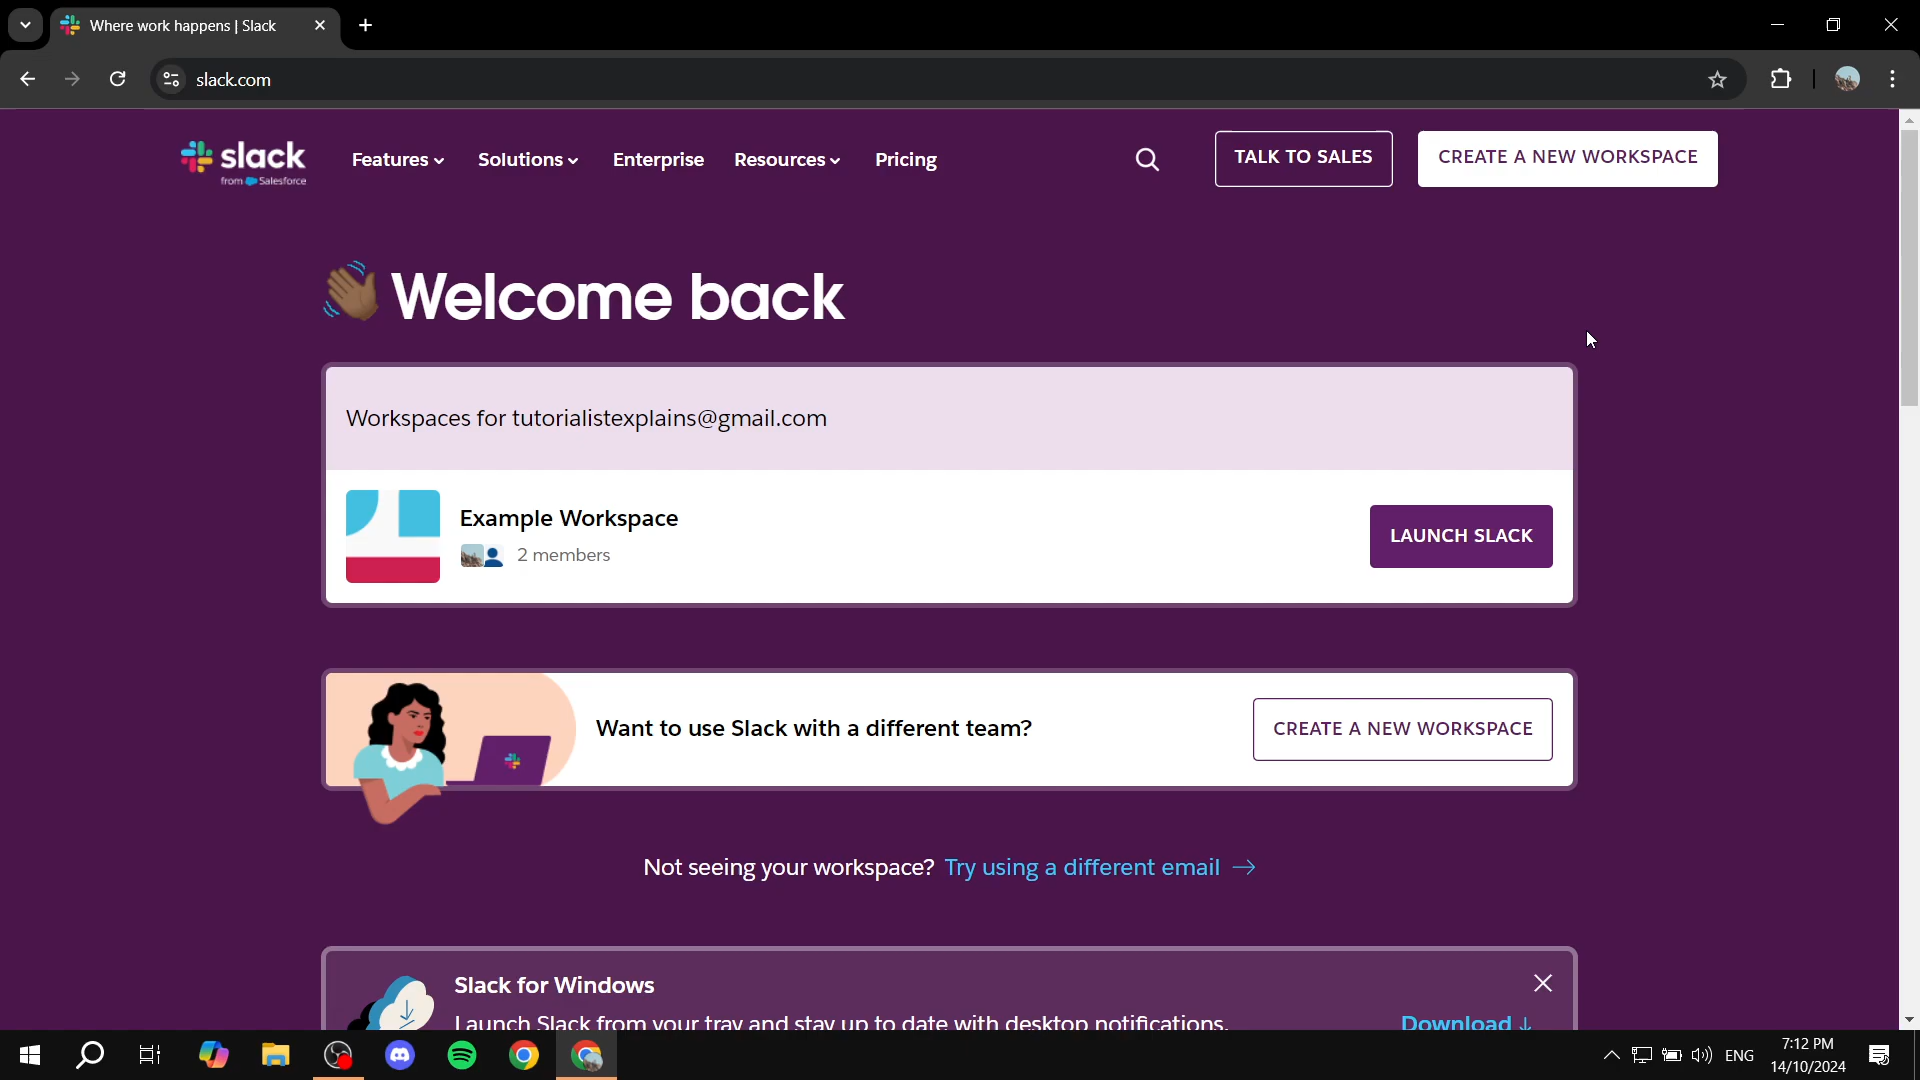 Where work happens | Slack
slack.com
slack
from Salesforce
Features
Solutions
Enterprise
Resources
Pricing
TALK TO SALES
CREATE A NEW WORKSPACE
Welcome back
Workspaces for tutorialistexplains@gmail.com
Example Workspace
2 members
LAUNCH SLACK
Want to use Slack with a different team?
CREATE A NEW WORKSPACE
Not seeing your workspace? Try using a different email →
Slack for Windows
Launch Slack from your tray and stay up to date with desktop notifications.
Download ↓
ENG
7:12 PM
14/10/2024